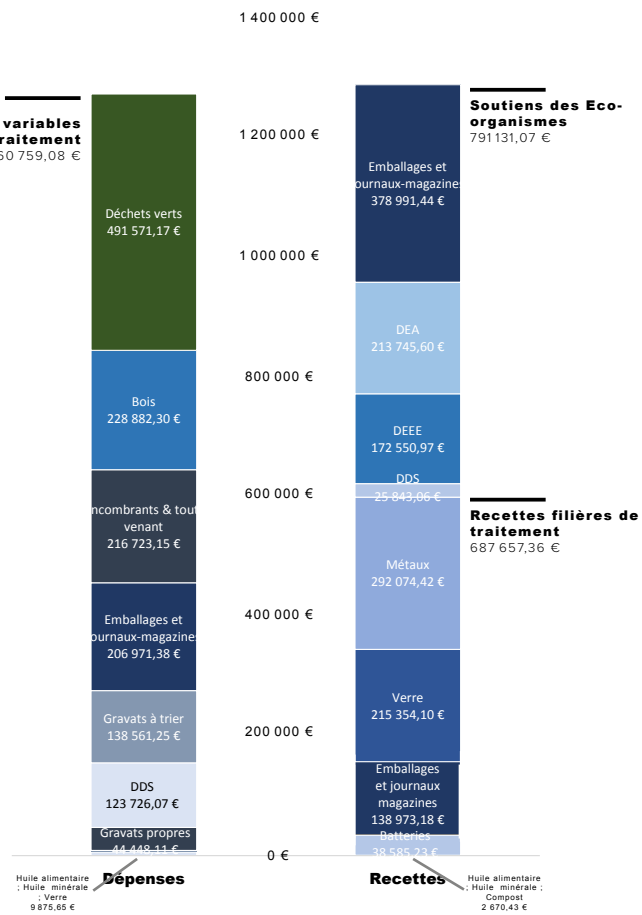 1 400 000 €
variables
raitement
60 759,08 €
Déchets verts
491 571,17 €
Bois
228 882,30 €
ncombrants & tout
venant
216 723,15 €
Emballages et
ournaux-magazines
206 971,38 €
Gravats à trier
138 561,25 €
DDS
123 726,07 €
Gravats propres
44 448,11 €
Huile alimentaire
; Huile minérale
; Verre
9 875,65 €
Dépenses
1 200 000 €
1 000 000 €
800 000 €
600 000 €
400 000 €
200 000 €
0 €
Emballages et
ournaux-magazines
378 991,44 €
DEA
213 745,60 €
DEEE
172 550,97 €
DDS
25 843,06 €
Métaux
292 074,42 €
Verre
215 354,10 €
Emballages
et journaux
magazines
138 973,18 €
Batteries
38 585,23 €
Recettes
Huile alimentaire
; Huile minérale ;
Compost
2 670,43 €
Soutiens des Eco-
organismes
791 131,07 €
Recettes filières de
traitement
687 657,36 €